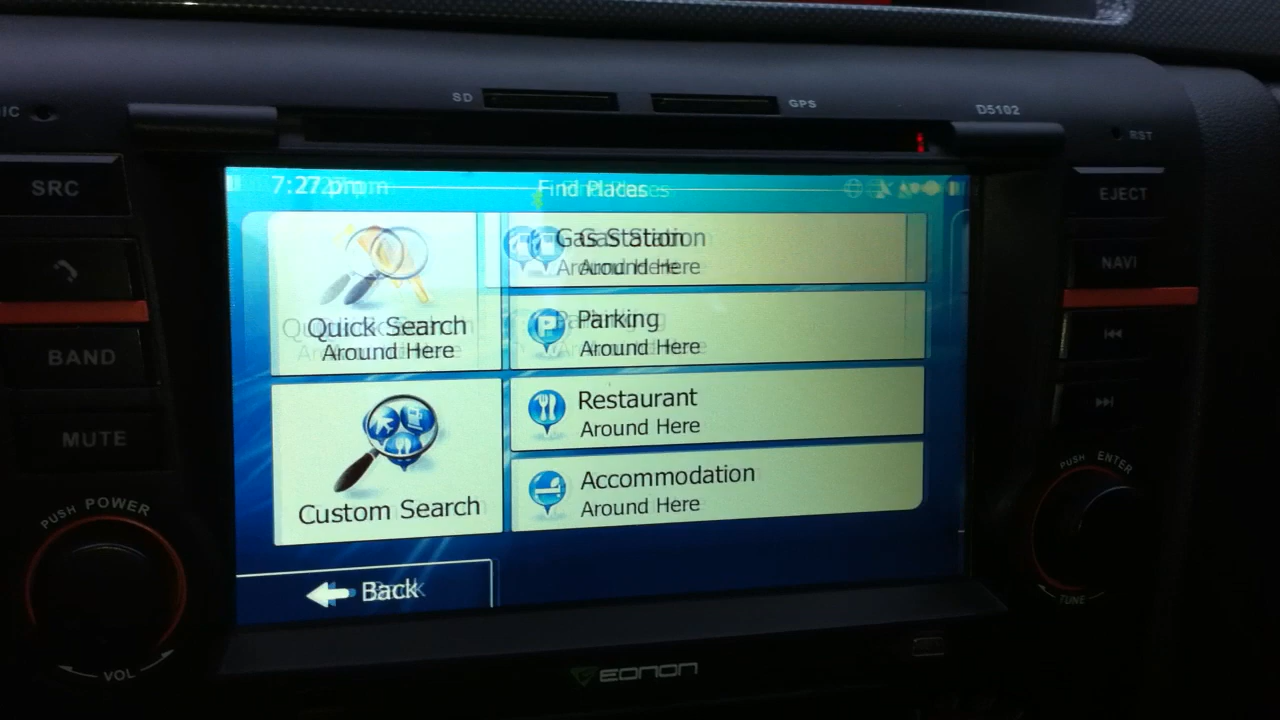 SD
GPS
D5102
IC
RST
SRC
EJECT
7:27 pm
Find Places
Gas Station
Around Here
NAVI
Quick Search
Around Here
Parking
Around Here
BAND
Restaurant
Around Here
MUTE
Custom Search
Accommodation
Around Here
PUSH ENTER
PUSH POWER
Back
TUNE
VOL
EONON
P